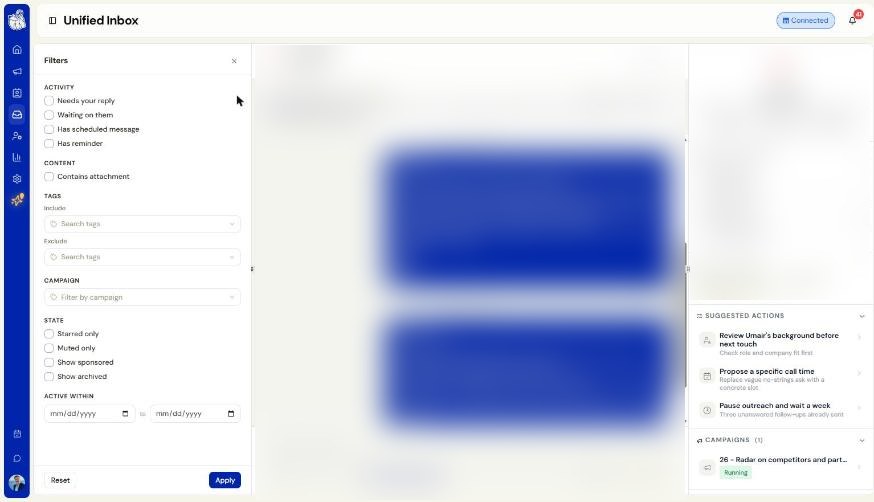 Unified Inbox
Connected
41
Filters
ACTIVITY
Needs your reply
Waiting on them
Has scheduled message
Has reminder
CONTENT
Contains attachment
TAGS
Include
Search tags
Exclude
Search tags
CAMPAIGN
Filter by campaign
STATE
Starred only
Muted only
Show sponsored
Show archived
ACTIVE WITHIN
mm/dd/yyyy to mm/dd/yyyy
Reset
Apply
SUGGESTED ACTIONS
Review Umair's background before
next touch
Check role and company fit first
Propose a specific call time
Replace vague no-strings ask with a
concrete slot
Pause outreach and wait a week
Three unanswered follow-ups already sent
CAMPAIGNS (1)
26 - Radar on competitors and part...
Running